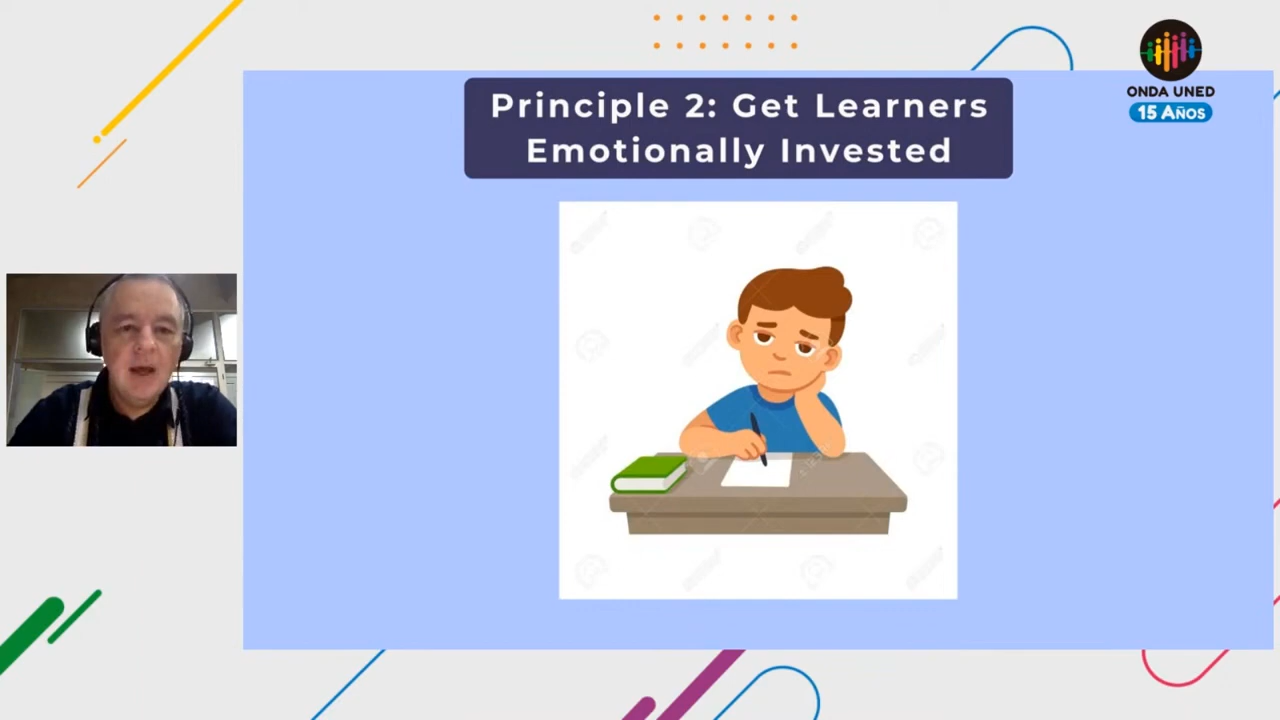 Principle 2: Get Learners
Emotionally Invested
ONDA UNED
15 AÑOS